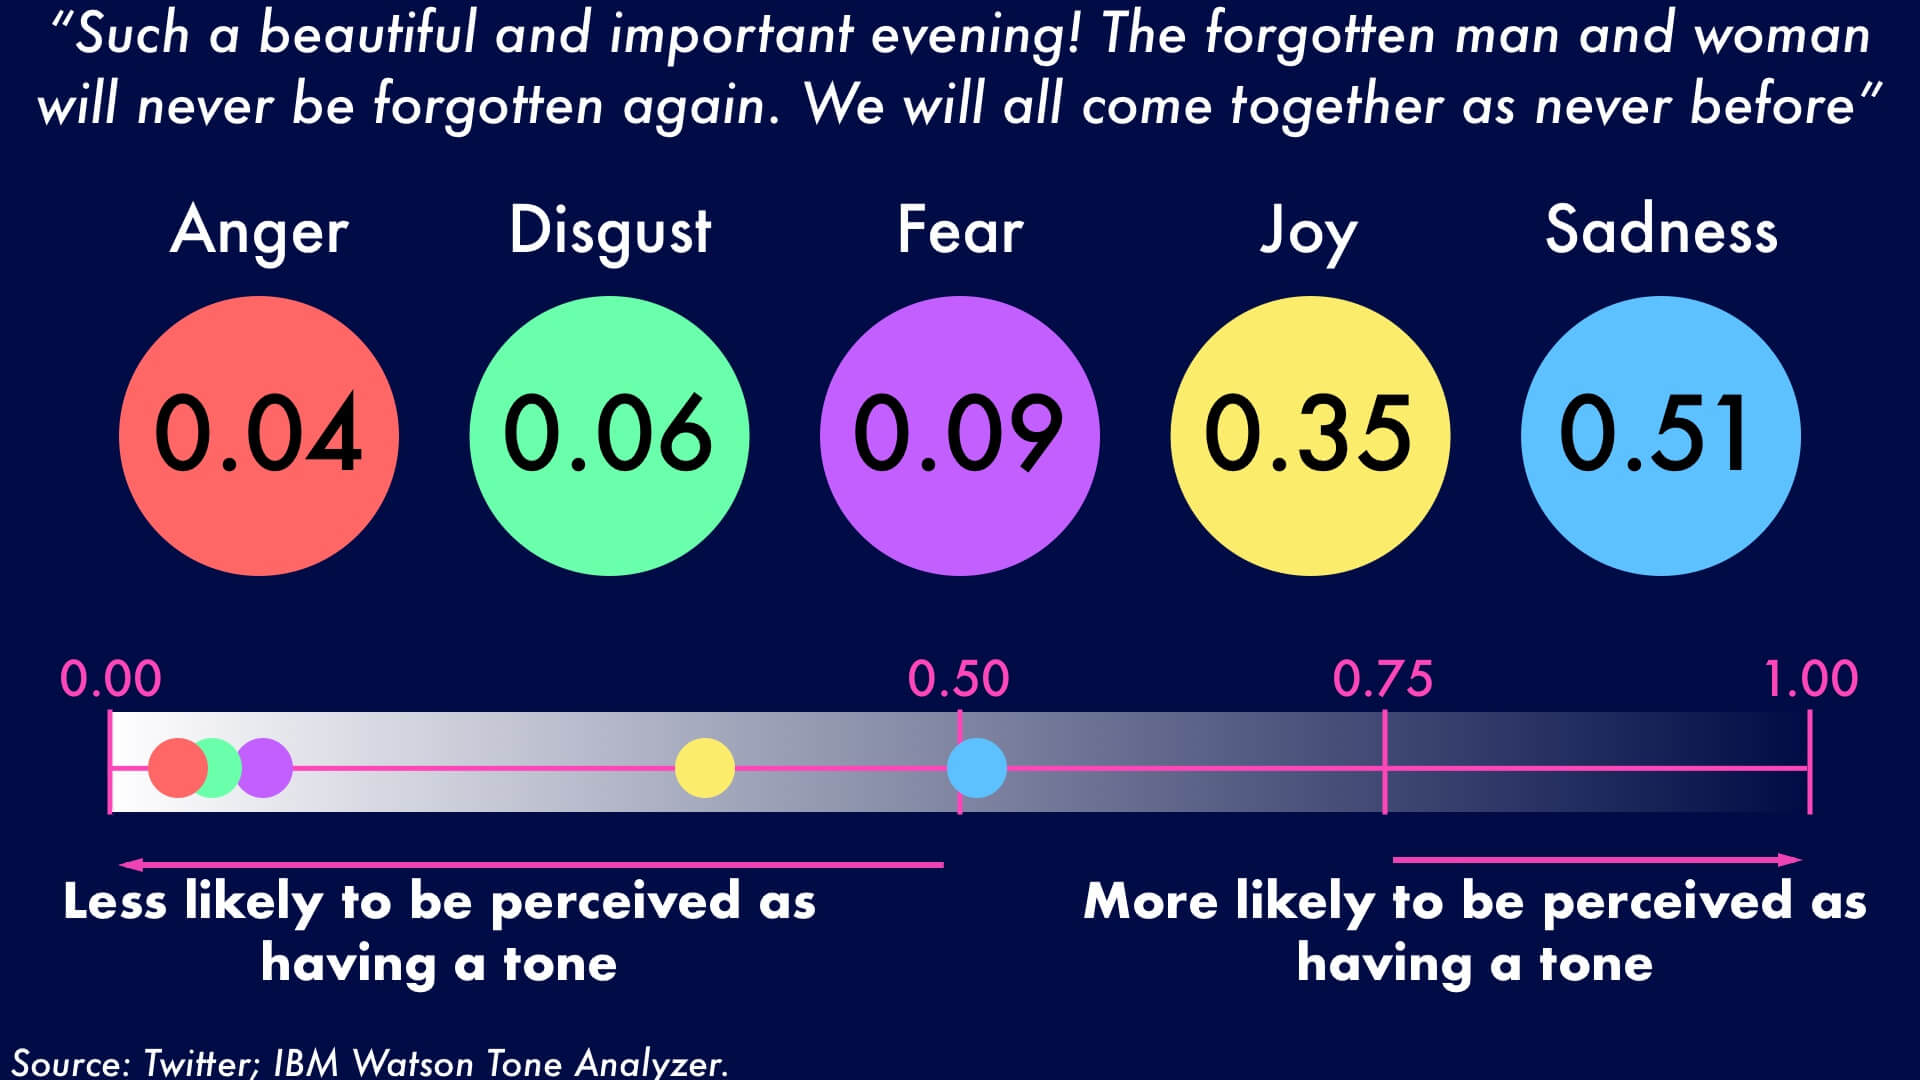 “Such a beautiful and important evening! The forgotten man and woman
will never be forgotten again. We will all come together as never before”
Anger
Disgust
Fear
Joy
Sadness
0.04
0.06
0.09
0.35
0.51
0.00
0.50
0.75
1.00
Less likely to be perceived as
having a tone
More likely to be perceived as
having a tone
Source: Twitter; IBM Watson Tone Analyzer.